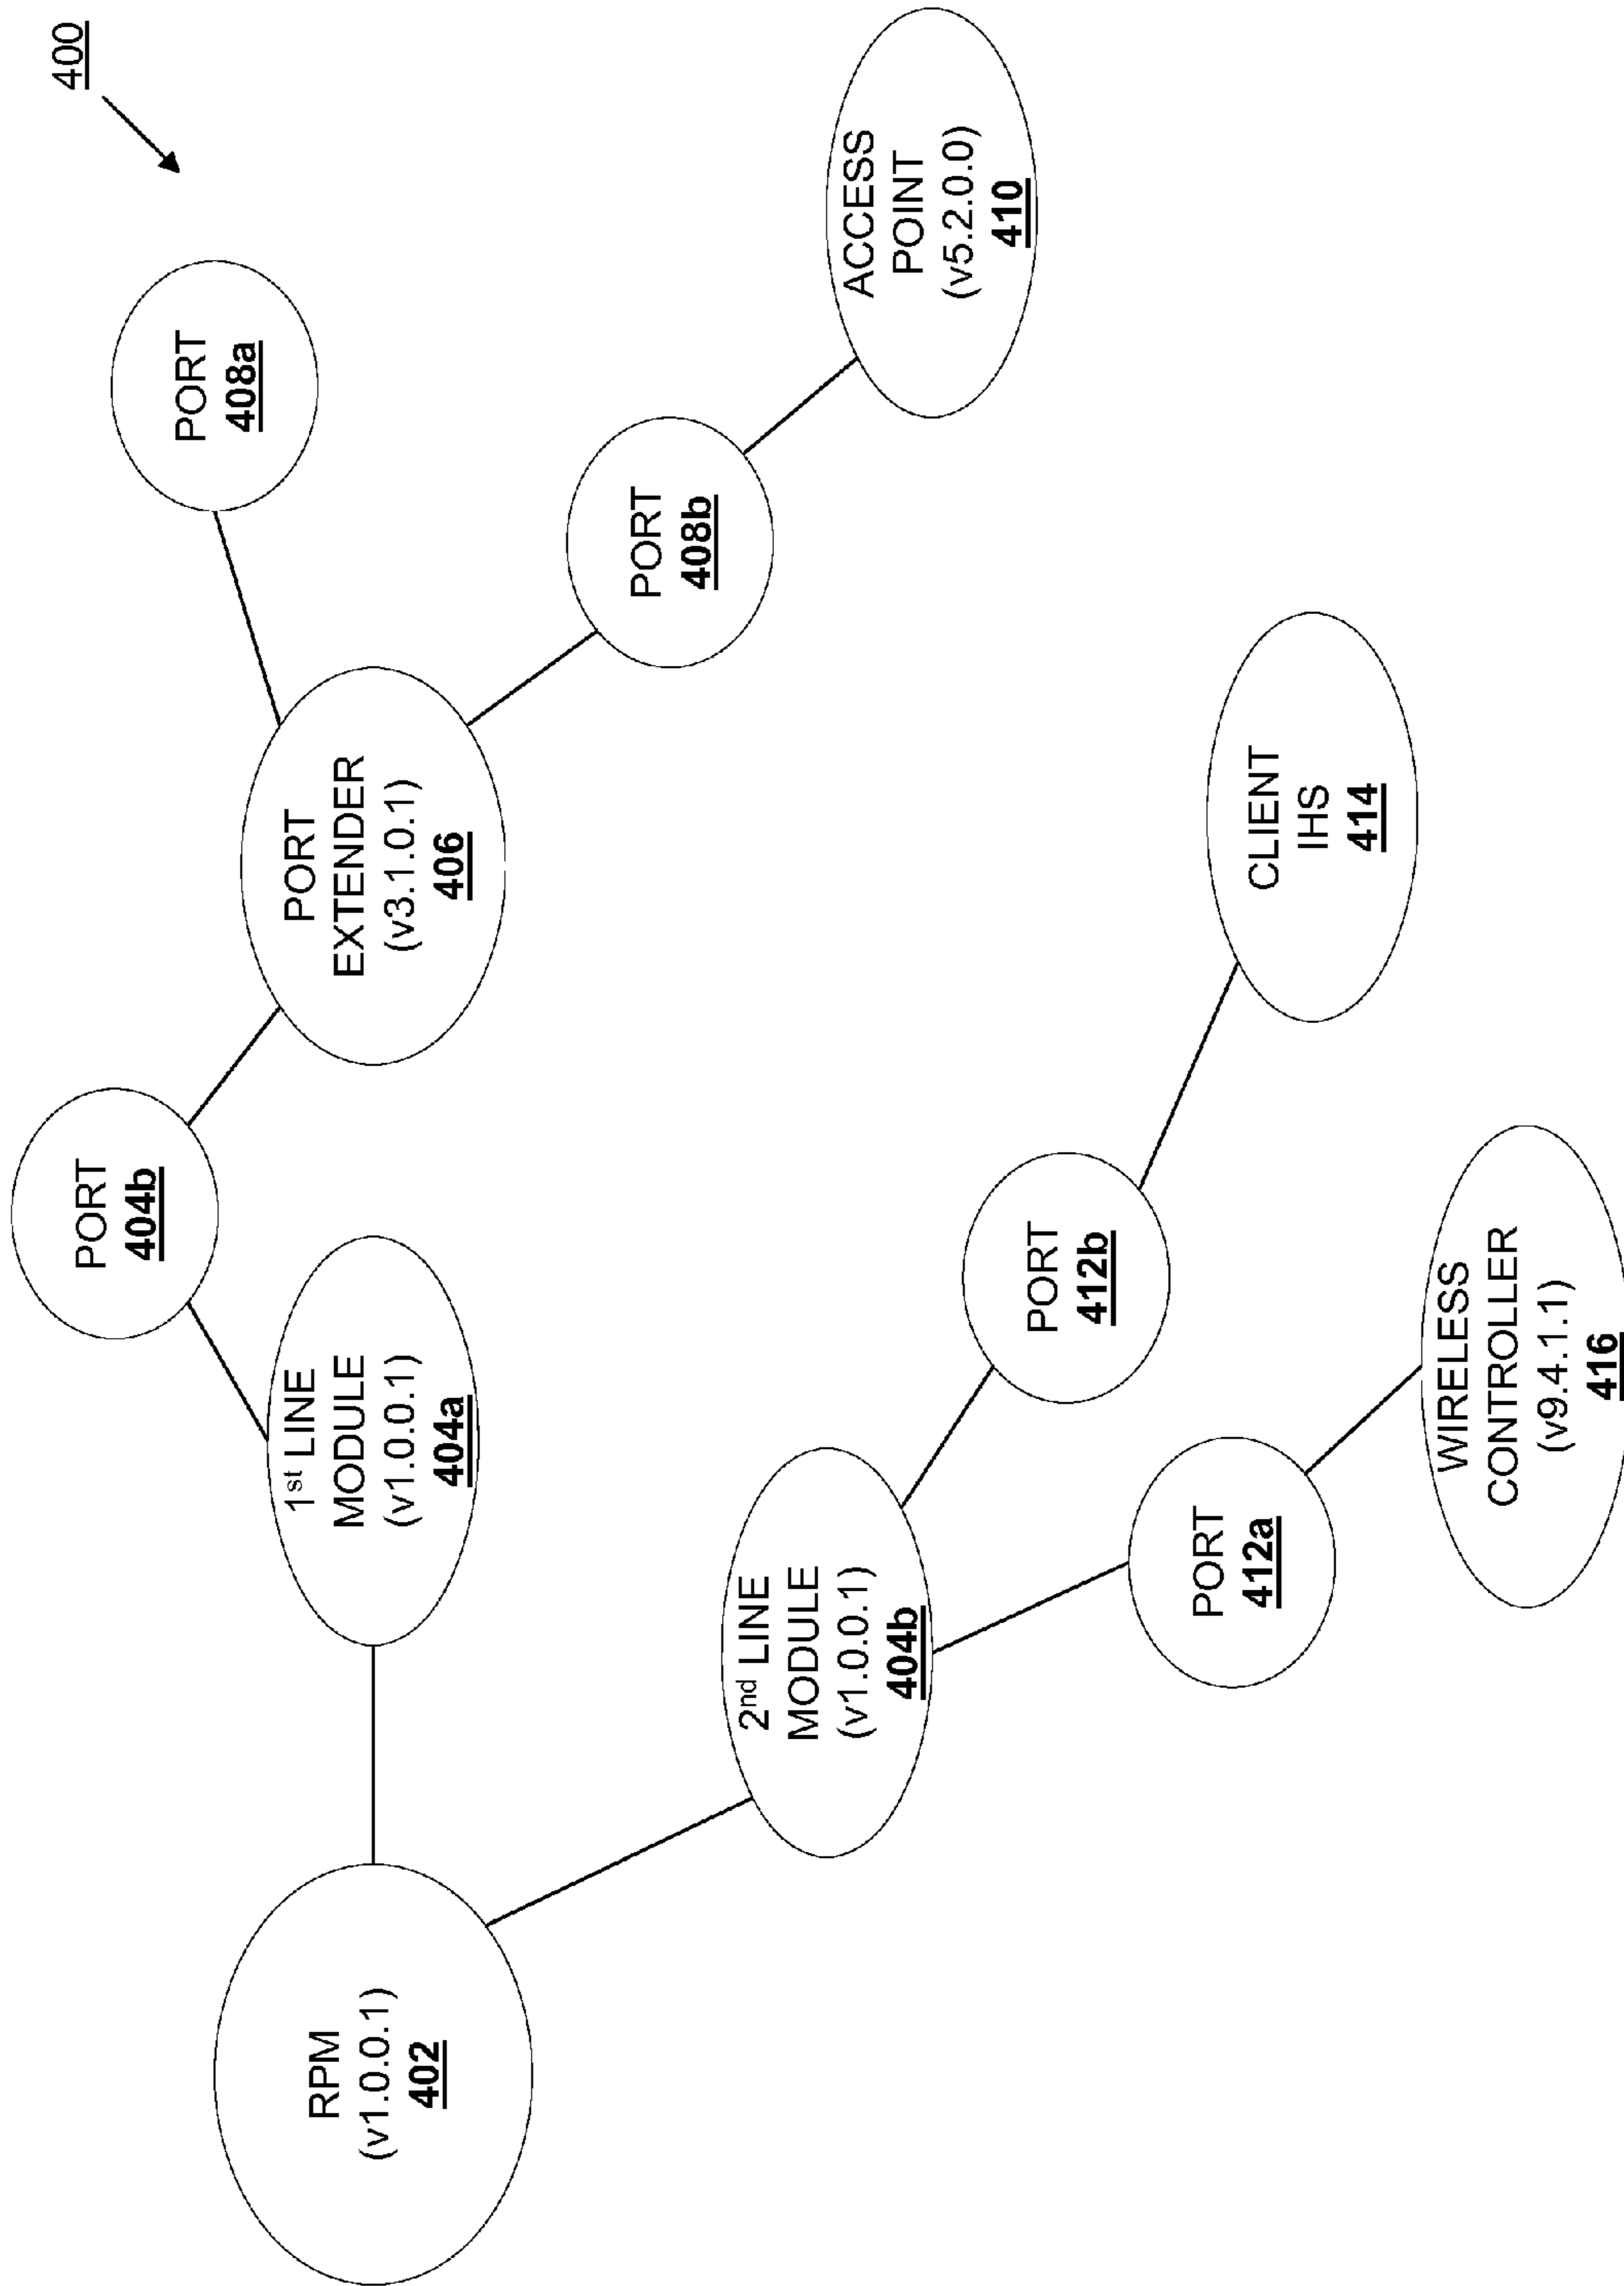 400
RPM
(v1.0.0.1)
402
1st LINE
MODULE
(v1.0.0.1)
404a
PORT
404b
PORT
EXTENDER
(v3.1.0.1)
406
PORT
408a
PORT
408b
ACCESS
POINT
(v5.2.0.0)
410
2nd LINE
MODULE
(v1.0.0.1)
404b
PORT
412b
CLIENT
IHS
414
PORT
412a
WIRELESS
CONTROLLER
(v9.4.1.1)
416